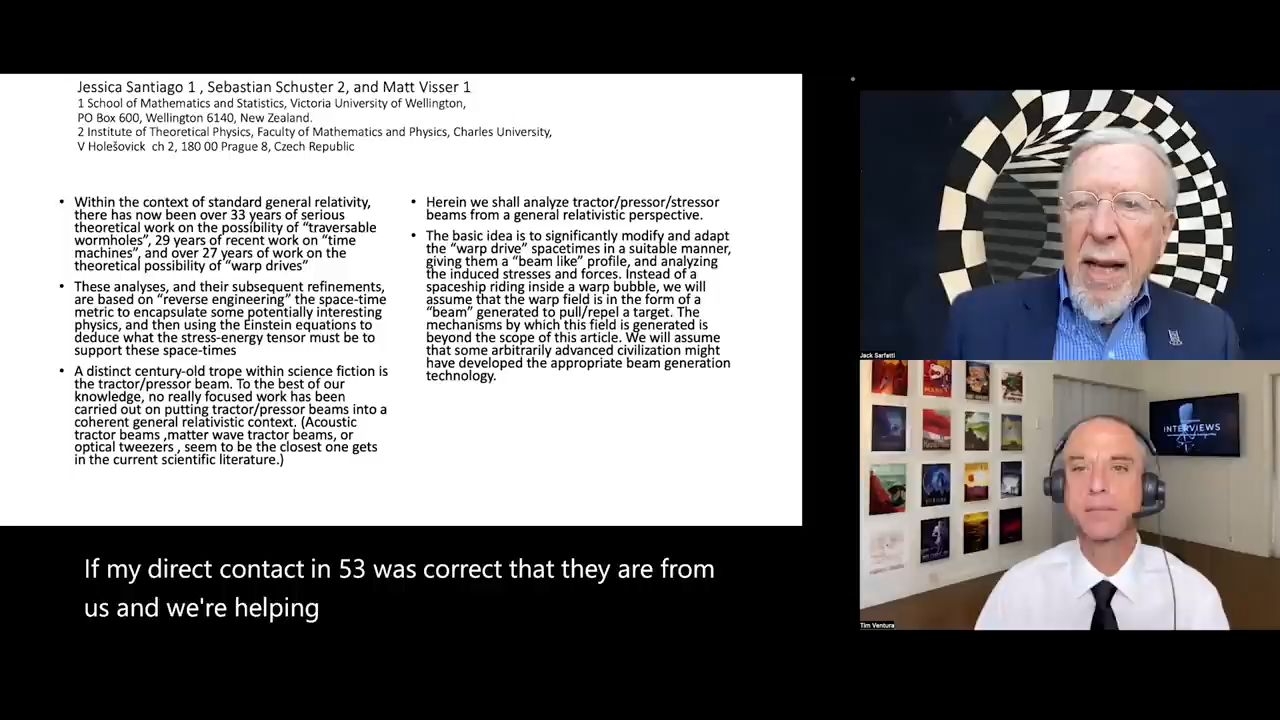 Jessica Santiago 1 , Sebastian Schuster 2, and Matt Visser 1
1 School of Mathematics and Statistics, Victoria University of Wellington,
PO Box 600, Wellington 6140, New Zealand.
2 Institute of Theoretical Physics, Faculty of Mathematics and Physics, Charles University,
V Holešovick ch 2, 180 00 Prague 8, Czech Republic
• Within the context of standard general relativity,
there has now been over 33 years of serious
theoretical work on the possibility of “traversable
wormholes”, 29 years of recent work on “time
machines”, and over 27 years of work on the
theoretical possibility of “warp drives”
• These analyses, and their subsequent refinements,
are based on “reverse engineering” the space-time
metric to encapsulate some potentially interesting
physics, and then using the Einstein equations to
deduce what the stress-energy tensor must be to
support these space-times
• A distinct century-old trope within science fiction is
the tractor/pressor beam. To the best of our
knowledge, no really focused work has been
carried out on putting tractor/pressor beams into a
coherent general relativistic context. (Acoustic
tractor beams ,matter wave tractor beams, or
optical tweezers , seem to be the closest one gets
in the current scientific literature.)
• Herein we shall analyze tractor/pressor/stressor
beams from a general relativistic perspective.
• The basic idea is to significantly modify and adapt
the “warp drive” spacetimes in a suitable manner,
giving them a “beam like” profile, and analyzing
the induced stresses and forces. Instead of a
spaceship riding inside a warp bubble, we will
assume that the warp field is in the form of a
“beam” generated to pull/repel a target. The
mechanisms by which this field is generated is
beyond the scope of this article. We will assume
that some arbitrarily advanced civilization might
have developed the appropriate beam generation
technology.
Jack Sarfatti
INTERVIEWS
Tim Ventura
If my direct contact in 53 was correct that they are from
us and we're helping